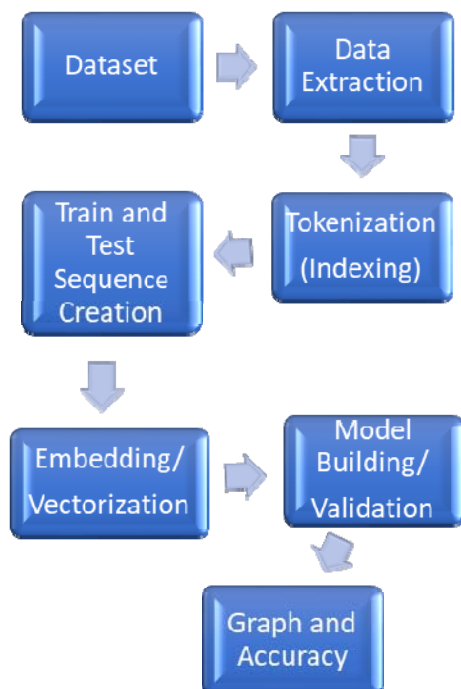 Dataset
Data
Extraction
Tokenization
(Indexing)
Train and
Test
Sequence
Creation
Embedding/
Vectorization
Model
Building/
Validation
Graph and
Accuracy